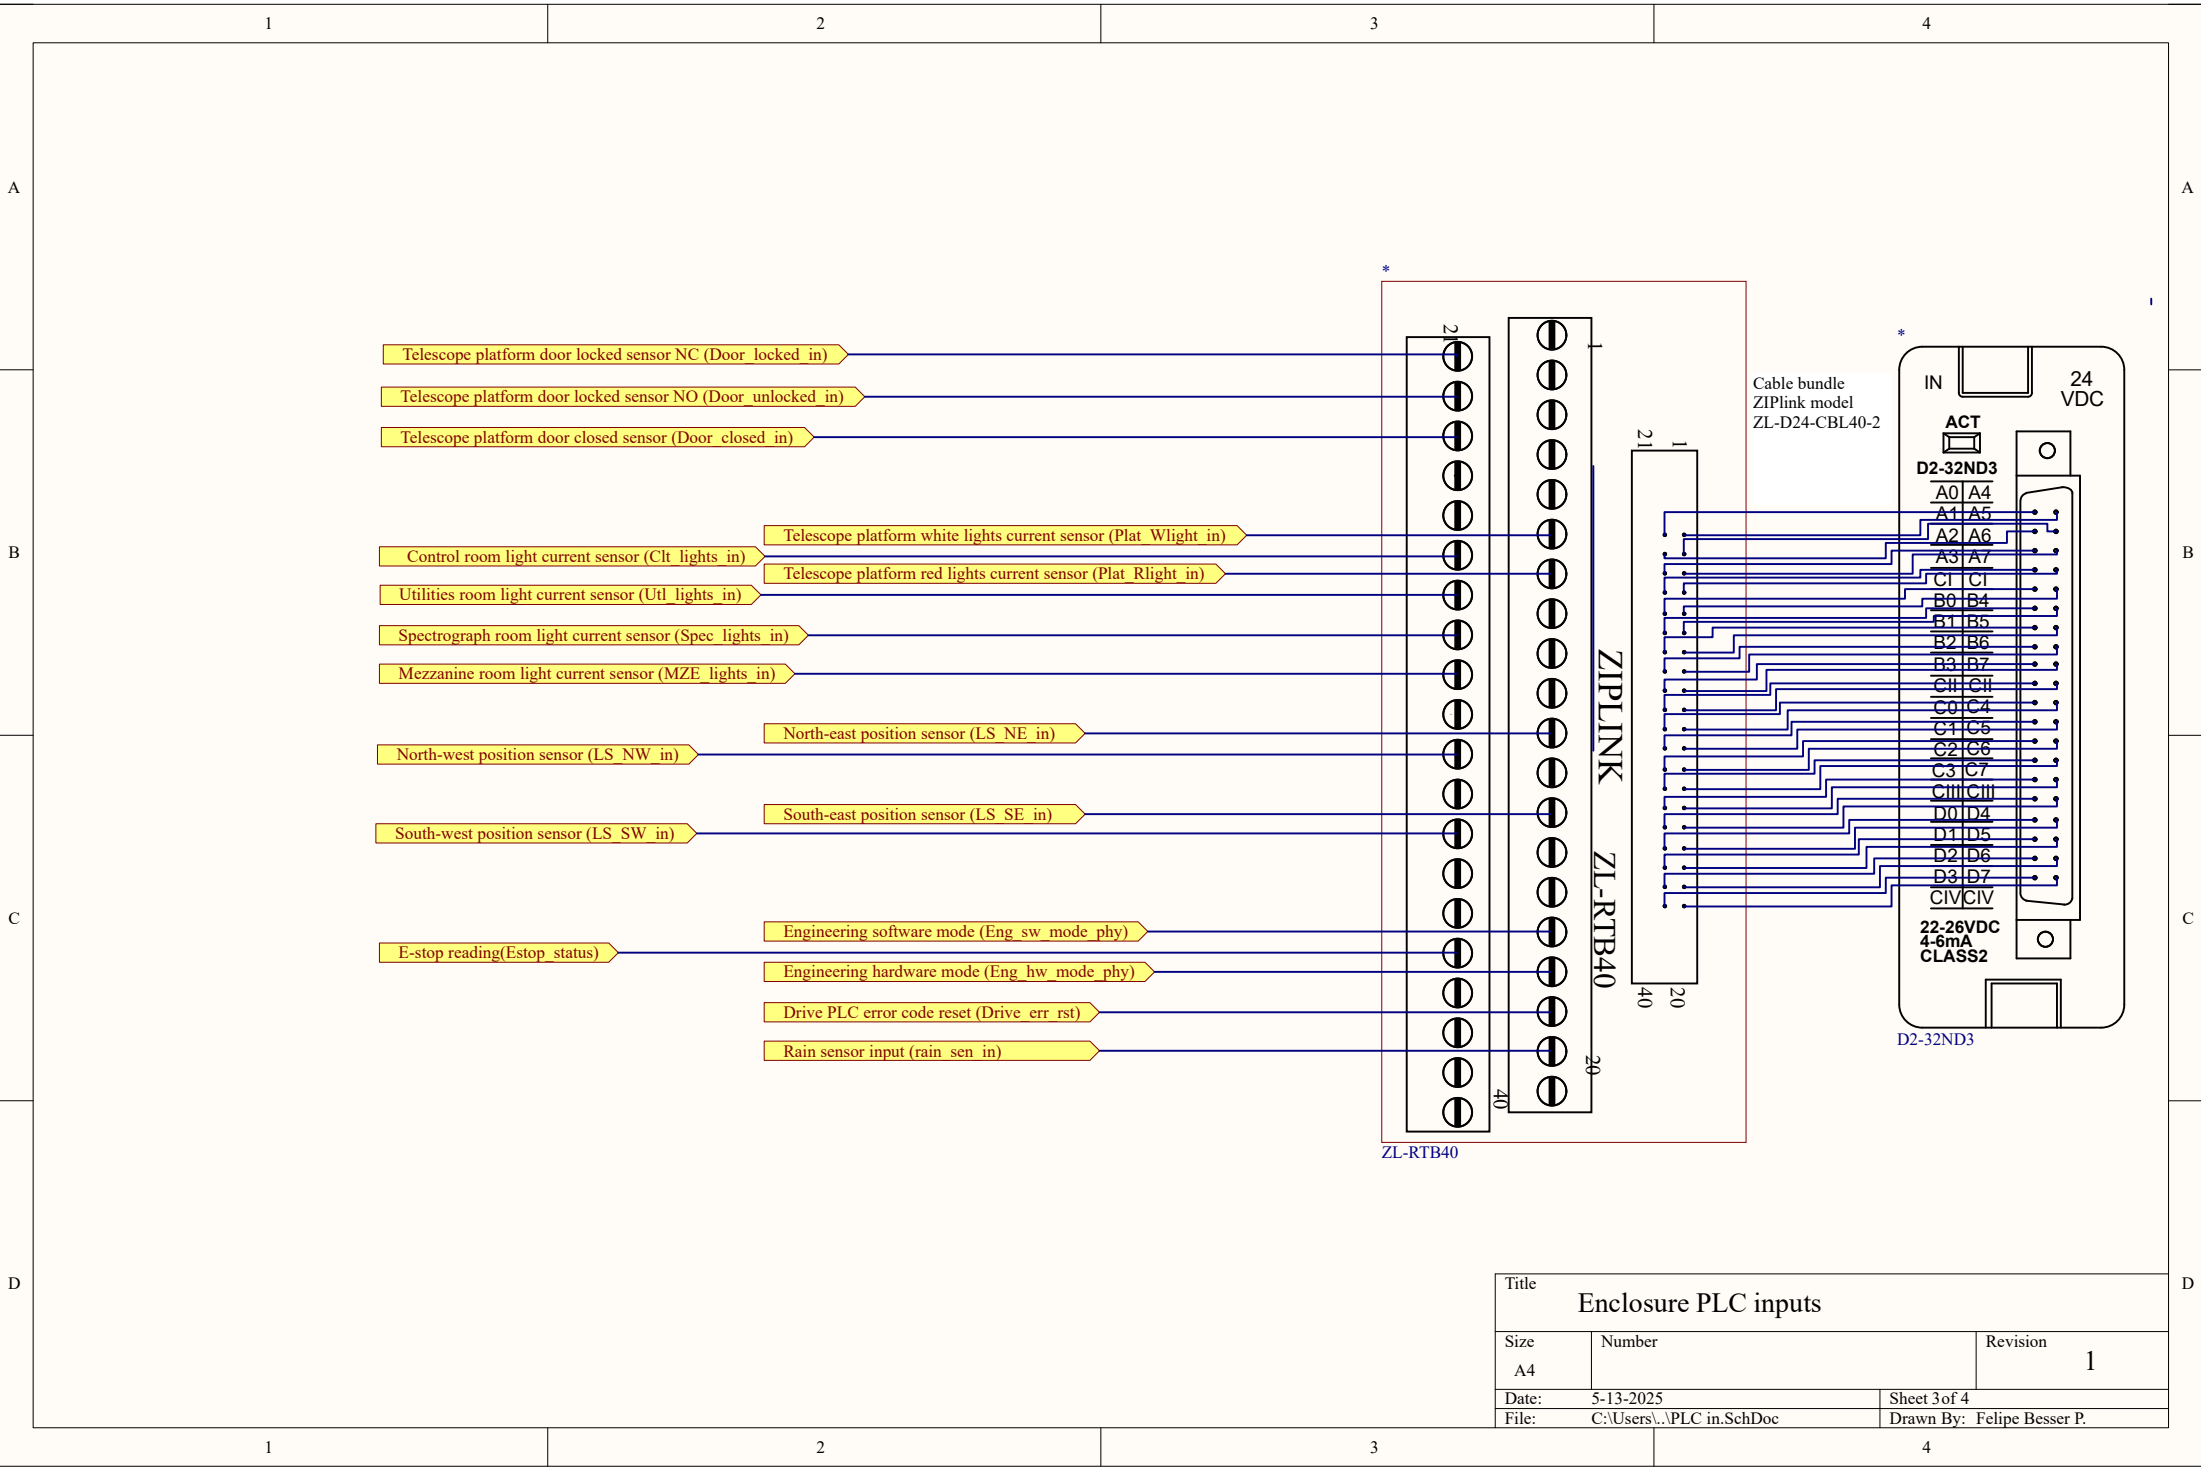 1 2 3 4
A A
B B
C C
D D
Telescope platform door locked sensor NC (Door_locked_in)
Telescope platform door locked sensor NO (Door_unlocked_in)
Telescope platform door closed sensor (Door_closed_in)
Telescope platform white lights current sensor (Plat_Wlight_in)
Control room light current sensor (Clt_lights_in)
Telescope platform red lights current sensor (Plat_Rlight_in)
Utilities room light current sensor (Utl_lights_in)
Spectrograph room light current sensor (Spec_lights_in)
Mezzanine room light current sensor (MZE_lights_in)
North-east position sensor (LS_NE_in)
North-west position sensor (LS_NW_in)
South-east position sensor (LS_SE_in)
South-west position sensor (LS_SW_in)
Engineering software mode (Eng_sw_mode_phy)
E-stop reading(Estop_status)
Engineering hardware mode (Eng_hw_mode_phy)
Drive PLC error code reset (Drive_err_rst)
Rain sensor input (rain_sen_in)
*
21
1
40
20
ZIPLINK ZL-RTB40
21 1
40 20
ZL-RTB40
Cable bundle
ZIPlink model
ZL-D24-CBL40-2
*
IN 24
VDC
ACT
D2-32ND3
A0 A4
A1 A5
A2 A6
A3 A7
CI CI
B0 B4
B1 B5
B2 B6
B3 B7
CII CII
C0 C4
C1 C5
C2 C6
C3 C7
CIII CIII
D0 D4
D1 D5
D2 D6
D3 D7
CIV CIV
22-26VDC
4-6mA
CLASS2
D2-32ND3
Title
Enclosure PLC inputs
Size Number Revision
A4 1
Date: 5-13-2025 Sheet 3of 4
File: C:\Users\..\PLC in.SchDoc Drawn By: Felipe Besser P.
1 2 3 4